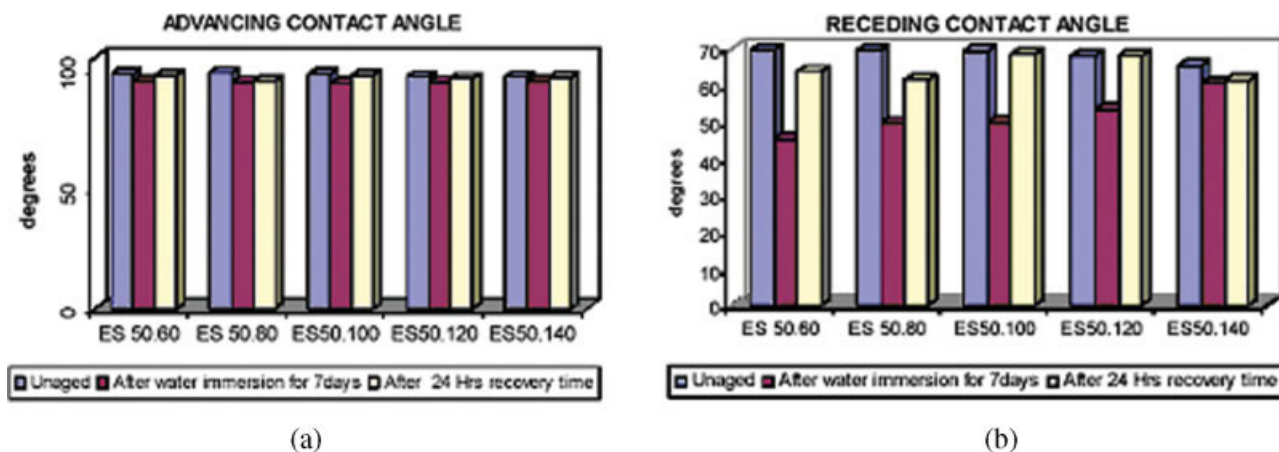 ADVANCING CONTACT ANGLE
degrees
100
50
0
ES 50.60 ES 50.80 ES50.100 ES50.120 ES50.140
Unaged After water immersion for 7days After 24 Hrs recovery time
(a)
RECEDING CONTACT ANGLE
degrees
70
60
50
40
30
20
10
0
ES 50.60 ES 50.80 ES50.100 ES50.120 ES50.140
Unaged After water immersion for 7days After 24 Hrs recovery time
(b)